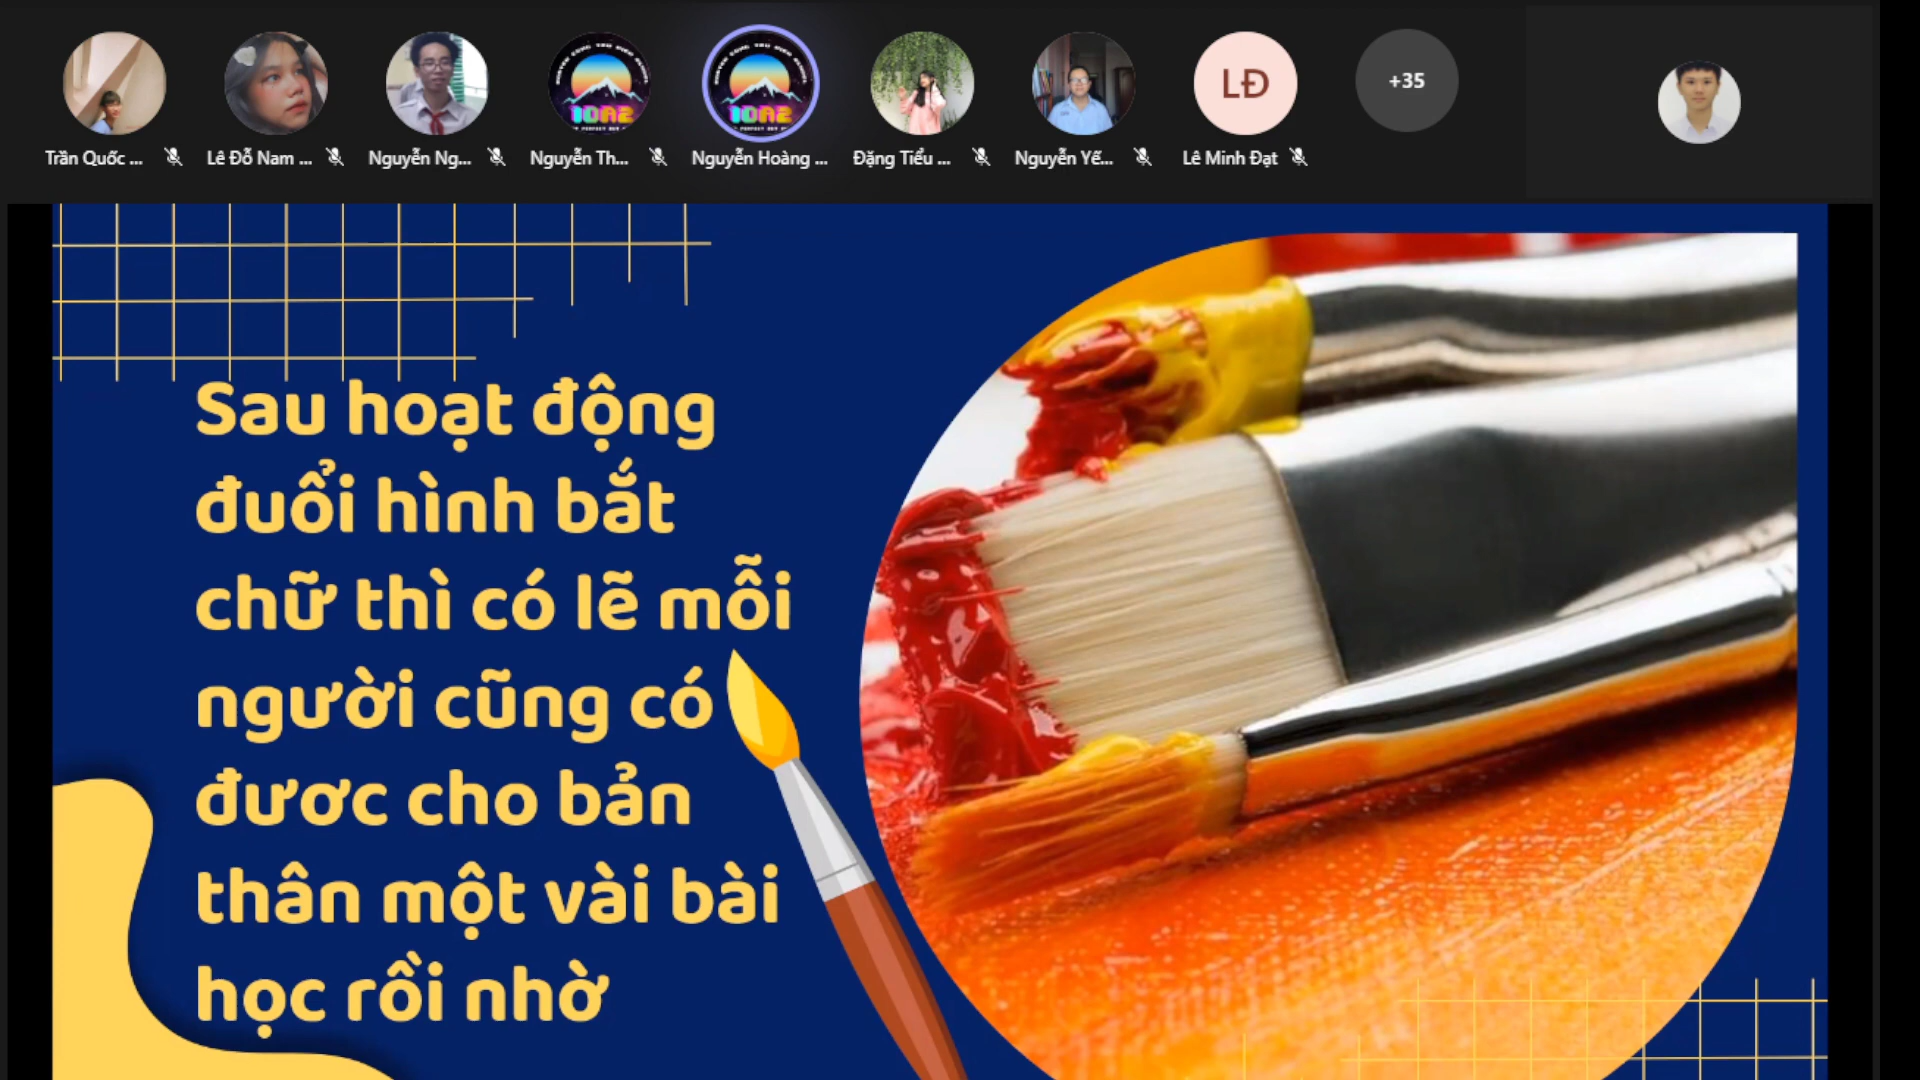 Trần Quốc ...
Lê Đỗ Nam ...
Nguyễn Ng...
Nguyễn Th...
Nguyễn Hoàng ...
Đặng Tiểu ...
Nguyễn Yế...
Lê Minh Đạt
10A2
10A2
LĐ
+35
Sau hoạt động
đuổi hình bắt
chữ thì có lẽ mỗi
người cũng có
đươc cho bản
thân một vài bài
học rồi nhờ